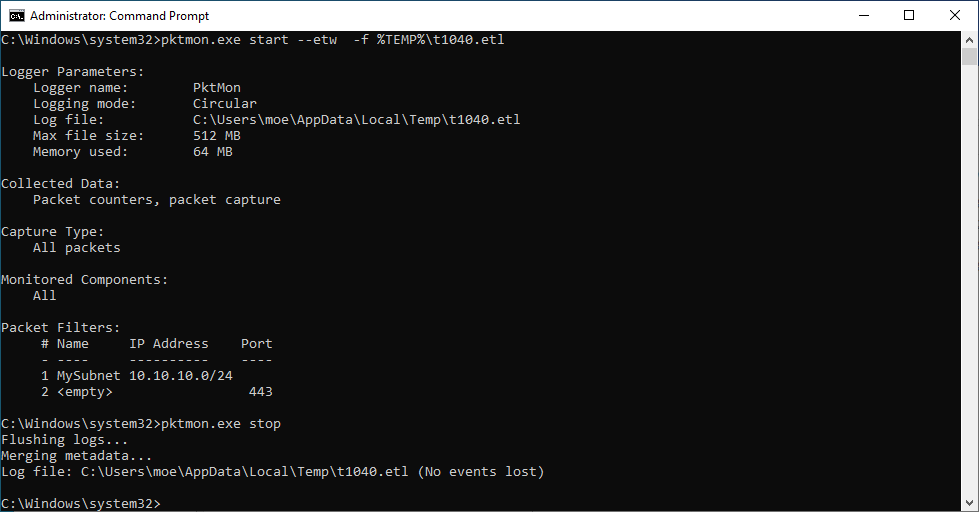 Administrator: Command Prompt
C:\Windows\system32>pktmon.exe start --etw  -f %TEMP%\t1040.etl
Logger Parameters:
    Logger name:        PktMon
    Logging mode:       Circular
    Log file:           C:\Users\moe\AppData\Local\Temp\t1040.etl
    Max file size:      512 MB
    Memory used:        64 MB
Collected Data:
    Packet counters, packet capture
Capture Type:
    All packets
Monitored Components:
    All
Packet Filters:
     # Name     IP Address    Port
     - ----     ----------    ----
     1 MySubnet 10.10.10.0/24
     2 <empty>                 443
C:\Windows\system32>pktmon.exe stop
Flushing logs...
Merging metadata...
Log file: C:\Users\moe\AppData\Local\Temp\t1040.etl (No events lost)
C:\Windows\system32>